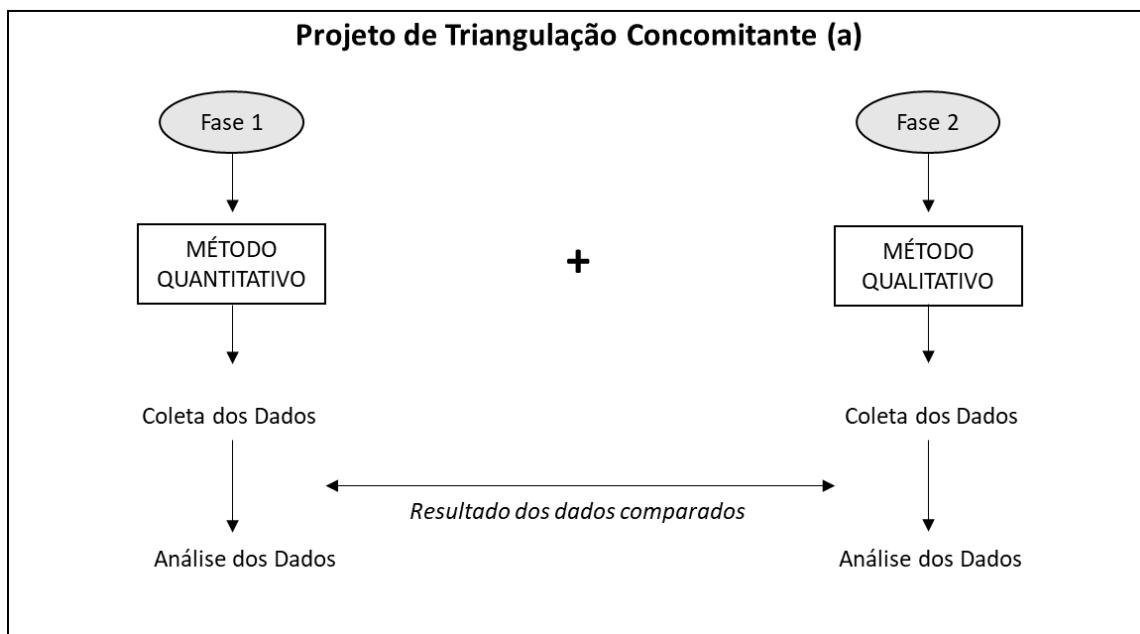 Projeto de Triangulação Concomitante (a)
Fase 1
Fase 2
MÉTODO
QUANTITATIVO
+
MÉTODO
QUALITATIVO
Coleta dos Dados
Coleta dos Dados
Resultado dos dados comparados
Análise dos Dados
Análise dos Dados